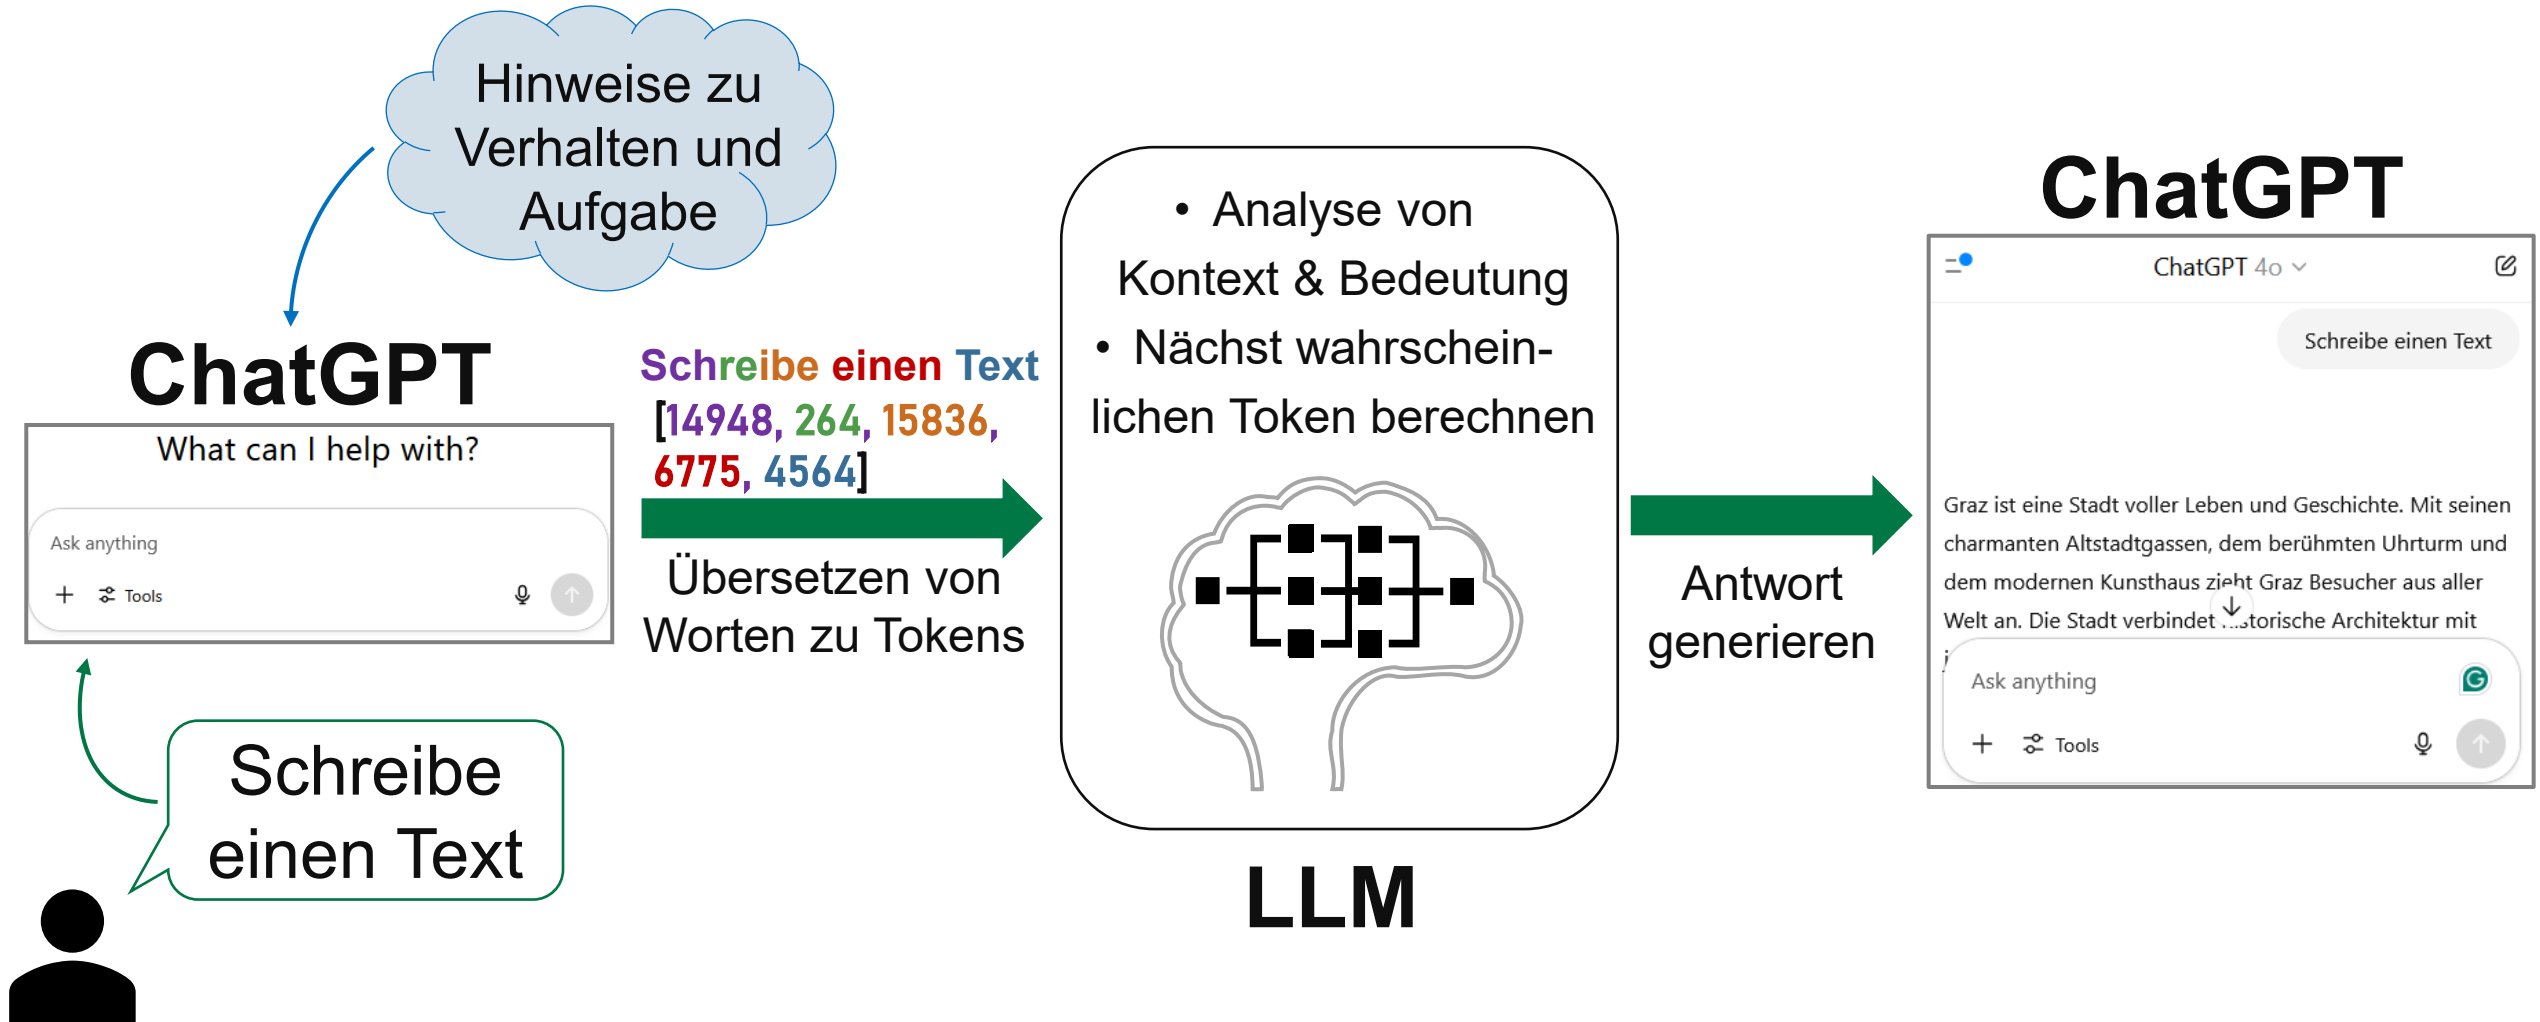 Hinweise zu
Verhalten und
Aufgabe
ChatGPT
What can I help with?
Ask anything
Tools
Schreibe
einen Text
Schreibe einen Text
[14948, 264, 15836,
6775, 4564]
Übersetzen von
Worten zu Tokens
• Analyse von
Kontext & Bedeutung
• Nächst wahrschein-
lichen Token berechnen
LLM
Antwort
generieren
ChatGPT
ChatGPT 4o
Schreibe einen Text
Graz ist eine Stadt voller Leben und Geschichte. Mit seinen
charmanten Altstadtgassen, dem berühmten Uhrturm und
dem modernen Kunsthaus zieht Graz Besucher aus aller
Welt an. Die Stadt verbindet historische Architektur mit
Ask anything
G
Tools